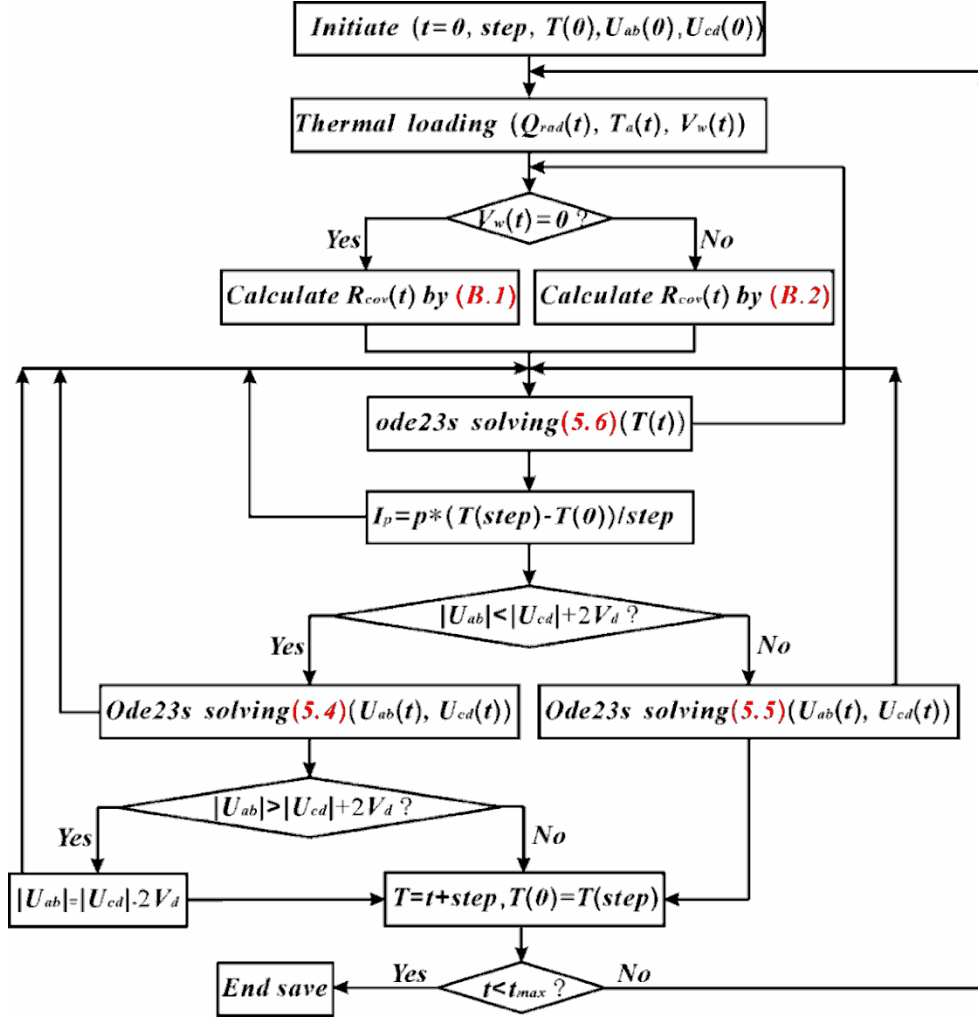 Initiate (t=0, step, T(0),Uab(0),Ucd(0))
Thermal loading (Qrad(t), Ta(t), Vw(t))
Vw(t)=0 ?
Yes
No
Calculate Rcov(t) by (B.1)
Calculate Rcov(t) by (B.2)
ode23s solving(5.6)(T(t))
Ip=p*(T(step)-T(0))/step
|Uab|<|Ucd|+2Vd ?
Yes
No
Ode23s solving(5.4)(Uab(t), Ucd(t))
Ode23s solving(5.5)(Uab(t), Ucd(t))
|Uab|>|Ucd|+2Vd ?
Yes
No
|Uab|=|Ucd|-2Vd
T=t+step,T(0)=T(step)
t<tmax ?
Yes
No
End save